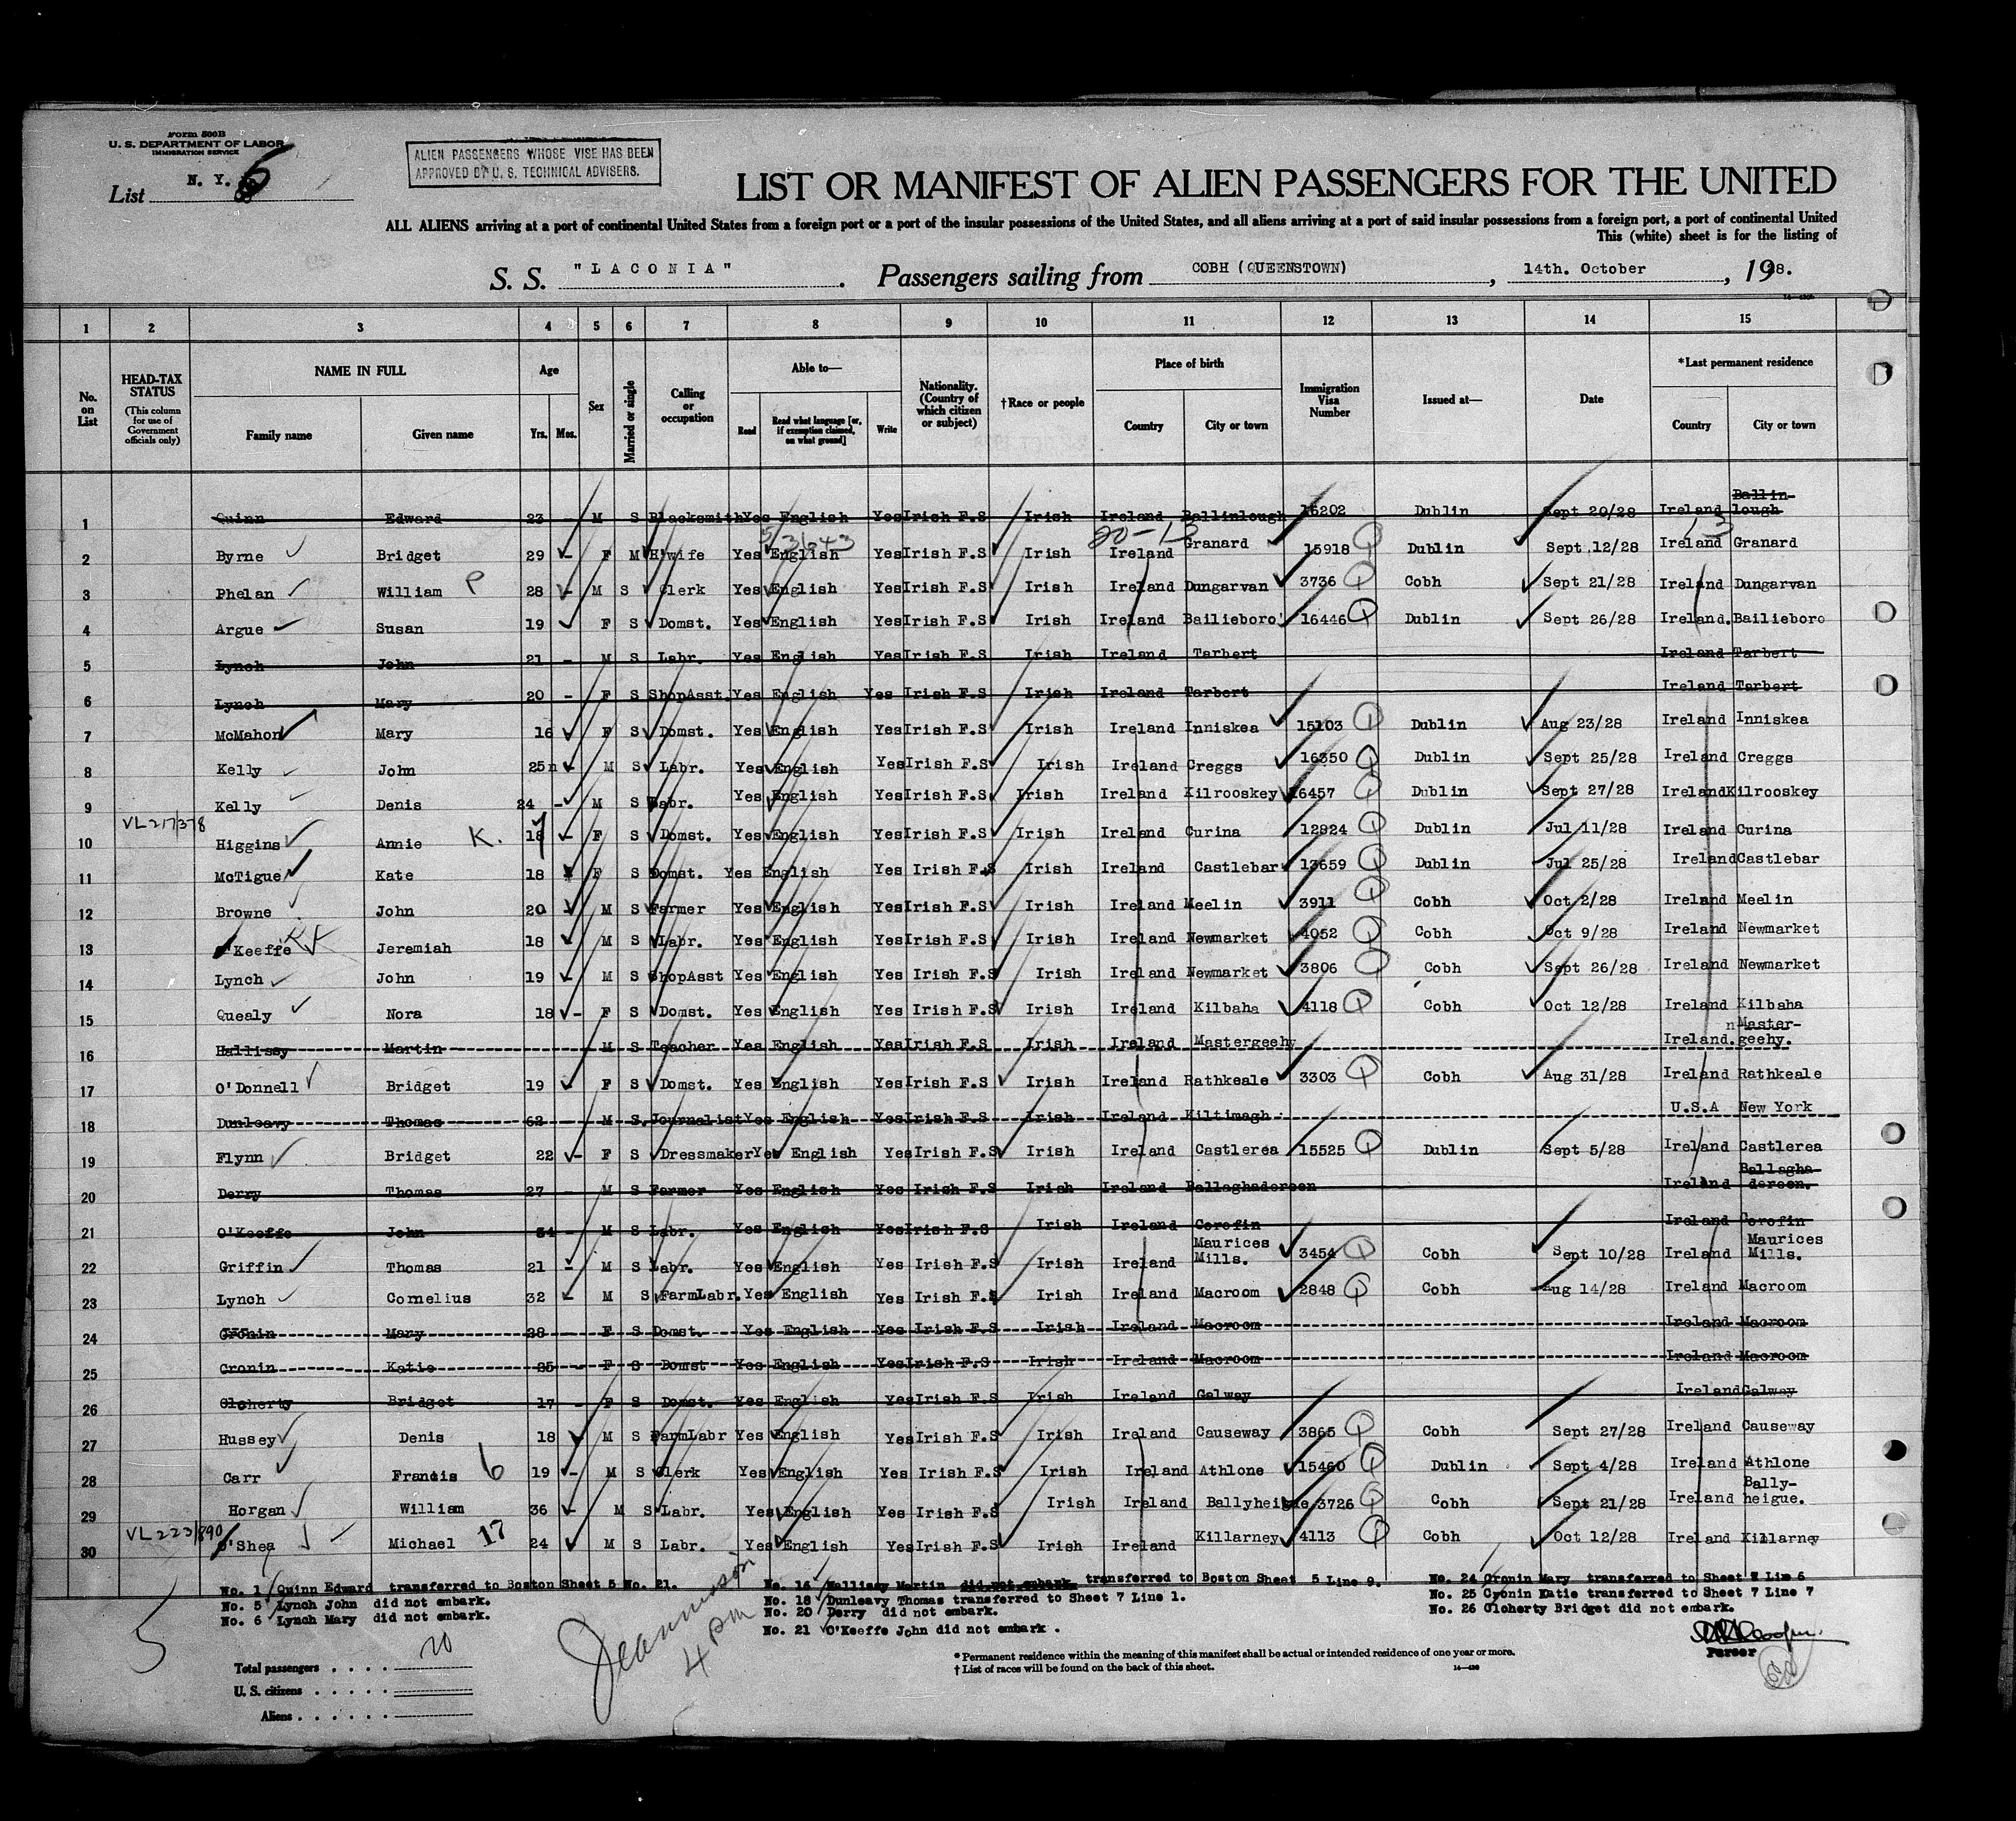 Form 500B
U. S. DEPARTMENT OF LABOR
IMMIGRATION SERVICE
List N. Y. 5
ALIEN PASSENGERS WHOSE VISE HAS BEEN
APPROVED BY U. S. TECHNICAL ADVISERS.
LIST OR MANIFEST OF ALIEN PASSENGERS FOR THE UNITED
ALL ALIENS arriving at a port of continental United States from a foreign port or a port of the insular possessions of the United States, and all aliens arriving at a port of said insular possessions from a foreign port, a port of continental United
This (white) sheet is for the listing of
S. S. "LACONIA". Passengers sailing from COBH (QUEENSTOWN), 14th. October, 1928.
1 2 3 4 5 6 7 8 9 10 11 12 13 14 15
No. on List
HEAD-TAX STATUS (This column for use of Government officials only)
NAME IN FULL Family name Given name
Age Yrs. Mos.
Sex
Married or single
Calling or occupation
Able to— Read Read what language [or, if exemption claimed, on what ground] Write
Nationality. (Country of which citizen or subject)
†Race or people
Place of birth Country City or town
Immigration Visa Number
Issued at—
Date
*Last permanent residence Country City or town
1 Quinn Edward 23 - M S Blacksmith Yes English Yes Irish F.S Irish Ireland Ballinlough 16202 Dublin Sept 20/28 Ireland Ballin-lough
5/3643 20-13 13
2 Byrne Bridget 29 - F M H'wife Yes English Yes Irish F.S Irish Ireland Granard 15918 Q Dublin Sept 12/28 Ireland Granard
3 Phelan William P 28 - M S Clerk Yes English Yes Irish F.S Irish Ireland Dungarvan 3736 Q Cobh Sept 21/28 Ireland Dungarvan
4 Argue Susan 19 F S Domst. Yes English Yes Irish F.S Irish Ireland Bailieboro' 16446 Q Dublin Sept 26/28 Ireland. Bailieboro
5 Lynch John 21 - M S Labr. Yes English Yes Irish F.S Irish Ireland Tarbert Ireland Tarbert
6 Lynch Mary 20 - F S ShopAsst. Yes English Yes Irish F.S Irish Ireland Tarbert Ireland Tarbert
7 McMahon Mary 16 F S Domst. Yes English Yes Irish F.S Irish Ireland Inniskea 15103 Q Dublin Aug 23/28 Ireland Inniskea
8 Kelly John 25n - M S Labr. Yes English Yes Irish F.S Irish Ireland Creggs 16350 Q Dublin Sept 25/28 Ireland Creggs
9 Kelly Denis 24 - M S Labr. Yes English Yes Irish F.S Irish Ireland Kilrooskey 16457 Q Dublin Sept 27/28 Ireland Kilrooskey
10 VL217378 Higgins Annie K. 18 - F S Domst. Yes English Yes Irish F.S Irish Ireland Curina 12824 Q Dublin Jul 11/28 Ireland Curina
11 McTigue Kate 18 F S Domst. Yes English Yes Irish F.S Irish Ireland Castlebar 13659 Q Dublin Jul 25/28 Ireland Castlebar
12 Browne John 20 - M S Farmer Yes English Yes Irish F.S Irish Ireland Meelin 3911 Q Cobh Oct 2/28 Ireland Meelin
13 O'Keeffe Jeremiah 18 - M S Labr. Yes English Yes Irish F.S Irish Ireland Newmarket 4052 Q Cobh Oct 9/28 Ireland Newmarket
14 Lynch John 19 - M S ShopAsst Yes English Yes Irish F.S Irish Ireland Newmarket 3806 Cobh Sept 26/28 Ireland Newmarket
15 Quealy Nora 18 - F S Domst. Yes English Yes Irish F.S Irish Ireland Kilbaha 4118 Q Cobh Oct 12/28 Ireland Kilbaha
16 Hallissy Martin M S Teacher Yes English Yes Irish F.S Irish Ireland Mastergeehy Ireland. Master-geehy.
17 O'Donnell Bridget 19 F S Domst. Yes English Yes Irish F.S Irish Ireland Rathkeale 3303 Q Cobh Aug 31/28 Ireland Rathkeale
18 Dunleavy Thomas 62 M S. Journalist Yes English Yes Irish F.S Irish Ireland Kiltimagh U.S.A New York
19 Flynn Bridget 22 - F S Dressmaker Yes English Yes Irish F.S Irish Ireland Castlerea 15525 Q Dublin Sept 5/28 Ireland Castlerea
20 Derry Thomas 27 - M S Farmer Yes English Yes Irish F.S Irish Ireland Ballaghadereen Ireland Ballagha-dereen.
21 O'Keeffe John 34 - M S Labr. Yes English Yes Irish F.S Irish Ireland Corofin Ireland Corofin
22 Griffin Thomas 21 - M S Labr. Yes English Yes Irish F.S Irish Ireland Maurices Mills. 3454 Q Cobh Sept 10/28 Ireland Maurices Mills.
23 Lynch Cornelius 32 - M S FarmLabr. Yes English Yes Irish F.S Irish Ireland Macroom 2848 Q Cobh Aug 14/28 Ireland Macroom
24 Cronin Mary 28 - F S Domst. Yes English Yes Irish F.S Irish Ireland Macroom Ireland Macroom
25 Cronin Katie 25 - F S Domst Yes English Yes Irish F.S Irish Ireland Macroom Ireland Macroom
26 Cloherty Bridget 17 - F S Domst. Yes English Yes Irish F.S Irish Ireland Galway Ireland Galway
27 Hussey Denis 18 M S FarmLabr Yes English Yes Irish F.S Irish Ireland Causeway 3865 Q Cobh Sept 27/28 Ireland Causeway
28 Carr Francis 6 19 - M S Clerk Yes English Yes Irish F.S Irish Ireland Athlone 15460 Q Dublin Sept 4/28 Ireland Athlone
29 Horgan William 36 - M S Labr. Yes English Yes Irish F.S Irish Ireland Ballyheigue 3726 Q Cobh Sept 21/28 Ireland Bally-heigue.
30 VL223/890 O'Shea Michael 17 24 M S Labr. Yes English Yes Irish F.S Irish Ireland Killarney 4113 Q Cobh Oct 12/28 Ireland Killarney
No. 1 Quinn Edward transferred to Boston Sheet 5 No. 21.
No. 5 Lynch John did not embark.
No. 6 Lynch Mary did not embark.
No. 16 Hallissy Martin did not embark transferred to Boston Sheet 5 Line 9.
No. 18 Dunleavy Thomas transferred to Sheet 7 Line 1.
No. 20 Derry did not embark.
No. 21 O'Keeffe John did not embark.
No. 24 Cronin Mary transferred to Sheet 7 Line 6
No. 25 Cronin Katie transferred to Sheet 7 Line 7
No. 26 Cloherty Bridget did not embark.
Purser
5
4 pm
Total passengers . . . . 20
U. S. citizens . . . . .
Aliens . . . . . .
* Permanent residence within the meaning of this manifest shall be actual or intended residence of one year or more.
† List of races will be found on the back of this sheet.